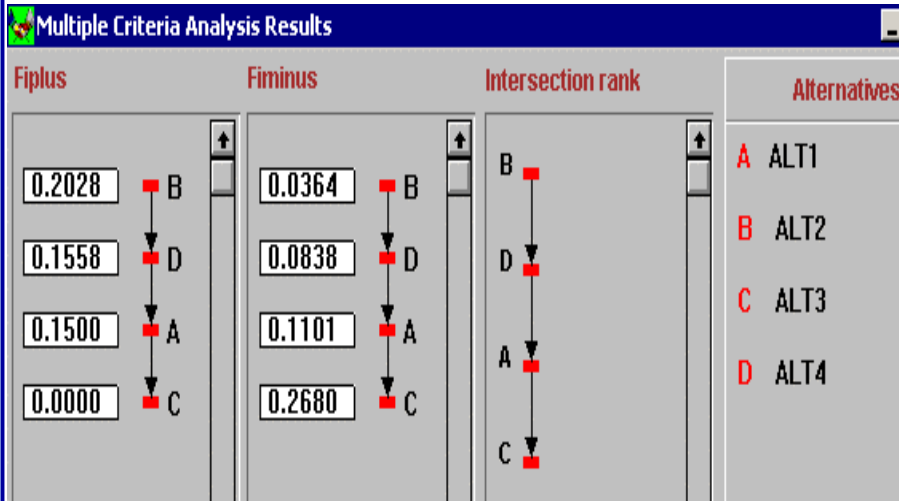 Multiple Criteria Analysis Results
Fiplus
0.2028 B
0.1558 D
0.1500 A
0.0000 C
Fiminus
0.0364 B
0.0838 D
0.1101 A
0.2680 C
Intersection rank
B
D
A
C
Alternatives
A ALT1
B ALT2
C ALT3
D ALT4